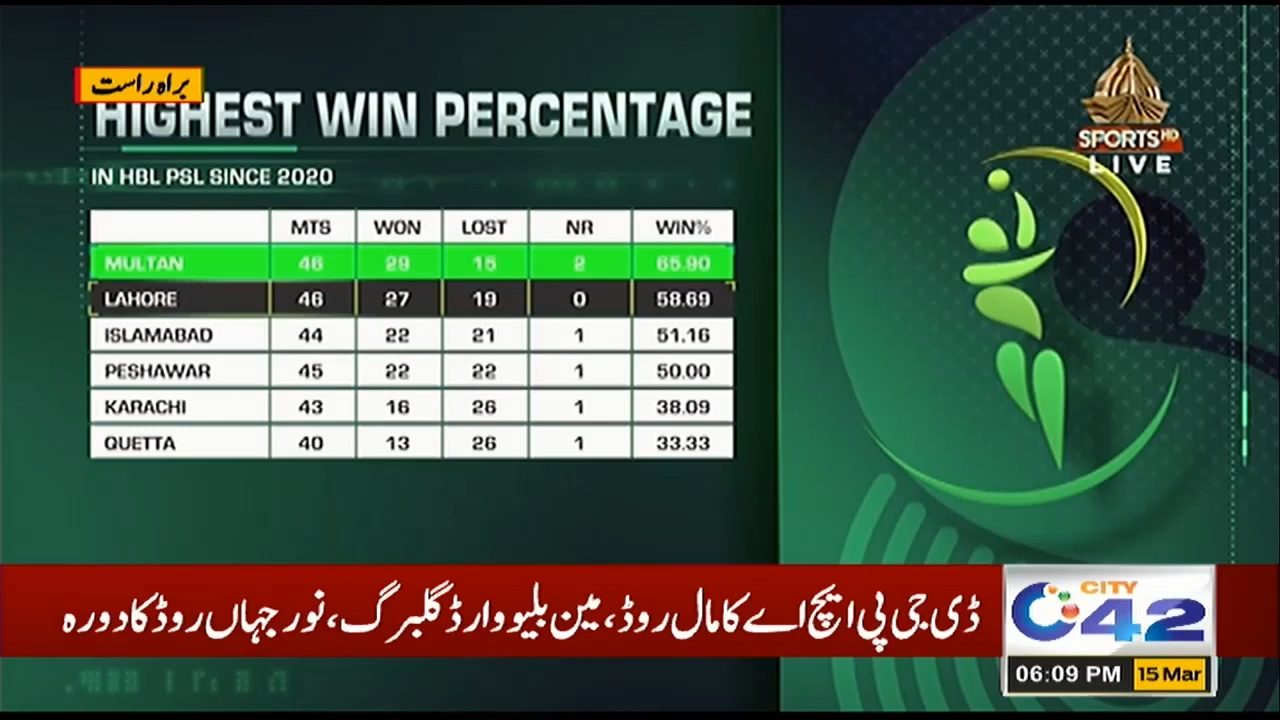 براہ راست
HIGHEST WIN PERCENTAGE
IN HBL PSL SINCE 2020
MTS WON LOST NR WIN%
MULTAN 46 29 15 2 65.90
LAHORE 46 27 19 0 58.69
ISLAMABAD 44 22 21 1 51.16
PESHAWAR 45 22 22 1 50.00
KARACHI 43 16 26 1 38.09
QUETTA 40 13 26 1 33.33
SPORTS HD
LIVE
ڈی جی پی ایچ اے کا مال روڈ، مین بلیووارڈ گلبرگ، نور جہاں روڈ کا دورہ
CITY
42
06:09 PM 15 Mar